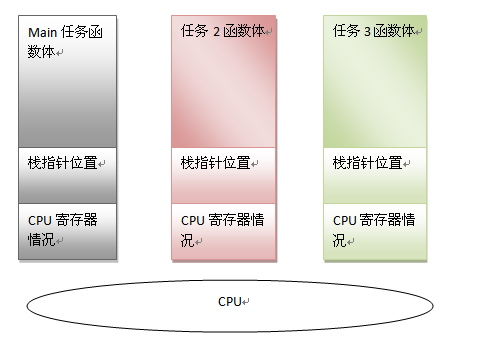 Main 任务函
数体
栈指针位置
CPU 寄存器
情况
任务 2 函数体
栈指针位置
CPU 寄存器情
况
任务 3 函数体
栈指针位置
CPU 寄存器情
况
CPU